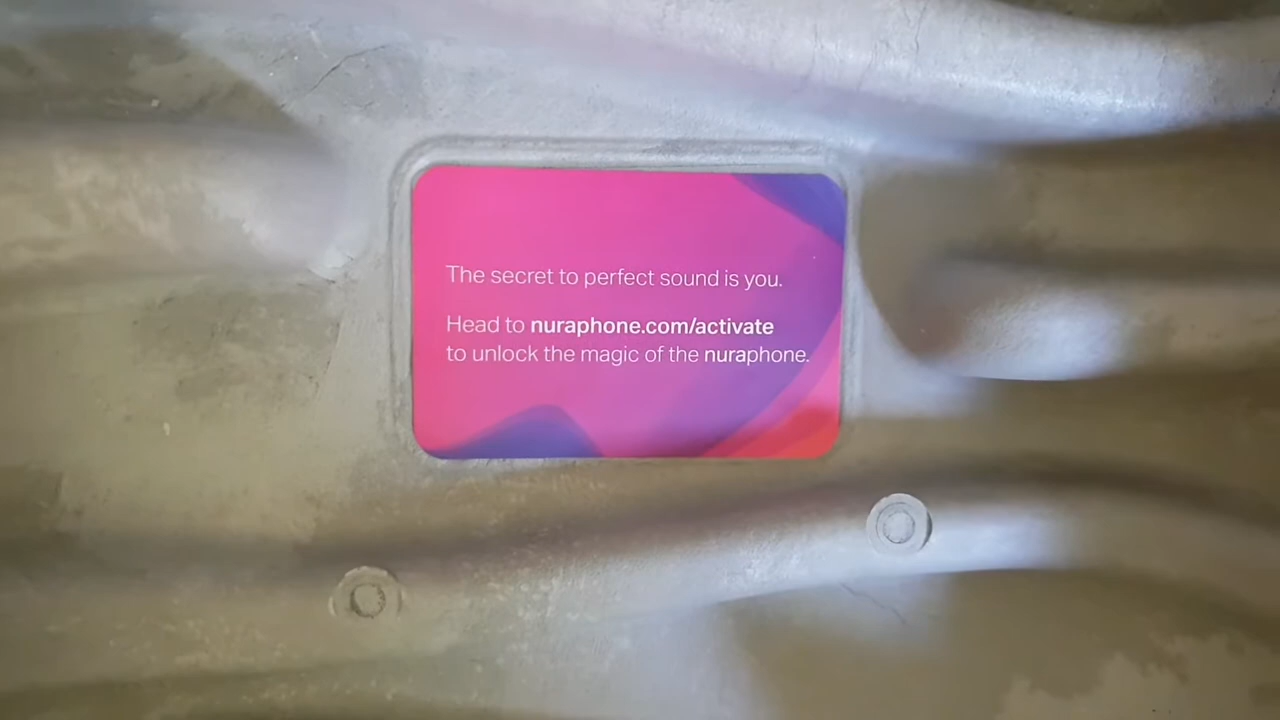 The secret to perfect sound is you.
Head to nuraphone.com/activate
to unlock the magic of the nuraphone.